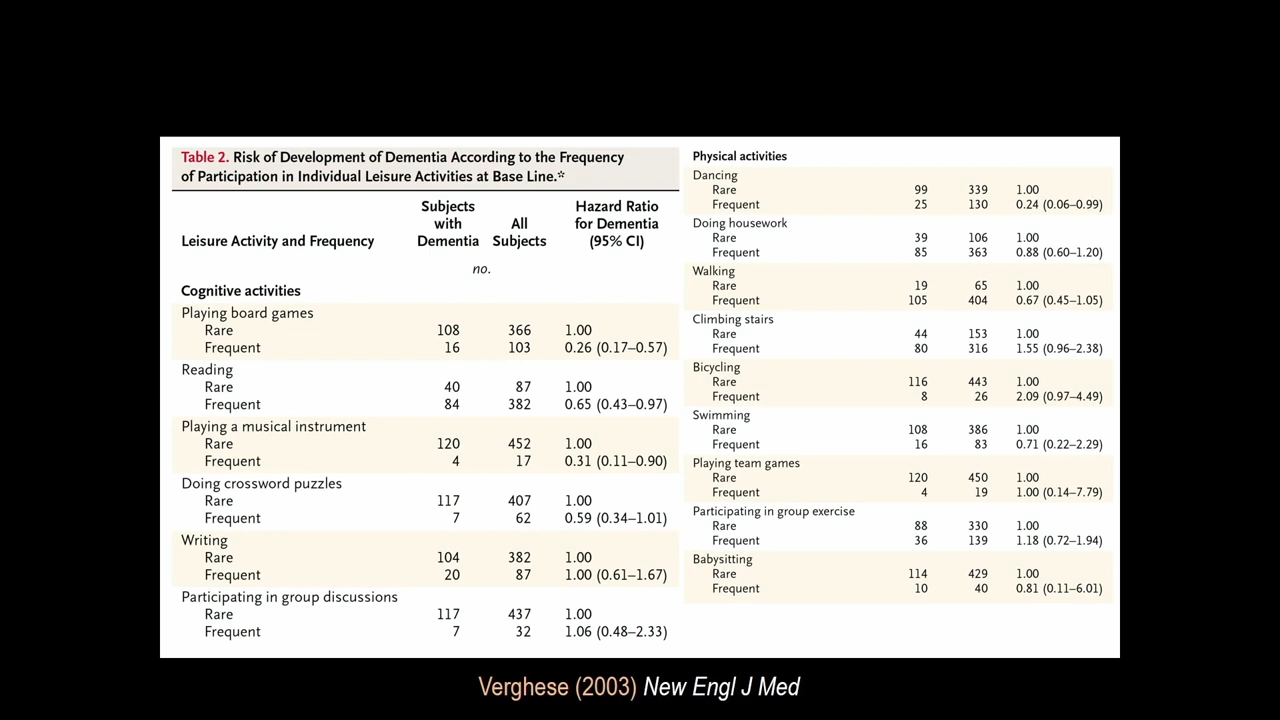 Table 2. Risk of Development of Dementia According to the Frequency
of Participation in Individual Leisure Activities at Base Line.*
Leisure Activity and Frequency
Subjects
with
Dementia
All
Subjects
Hazard Ratio
for Dementia
(95% CI)
no.
Cognitive activities
Playing board games
Rare 108 366 1.00
Frequent 16 103 0.26 (0.17–0.57)
Reading
Rare 40 87 1.00
Frequent 84 382 0.65 (0.43–0.97)
Playing a musical instrument
Rare 120 452 1.00
Frequent 4 17 0.31 (0.11–0.90)
Doing crossword puzzles
Rare 117 407 1.00
Frequent 7 62 0.59 (0.34–1.01)
Writing
Rare 104 382 1.00
Frequent 20 87 1.00 (0.61–1.67)
Participating in group discussions
Rare 117 437 1.00
Frequent 7 32 1.06 (0.48–2.33)
Physical activities
Dancing
Rare 99 339 1.00
Frequent 25 130 0.24 (0.06–0.99)
Doing housework
Rare 39 106 1.00
Frequent 85 363 0.88 (0.60–1.20)
Walking
Rare 19 65 1.00
Frequent 105 404 0.67 (0.45–1.05)
Climbing stairs
Rare 44 153 1.00
Frequent 80 316 1.55 (0.96–2.38)
Bicycling
Rare 116 443 1.00
Frequent 8 26 2.09 (0.97–4.49)
Swimming
Rare 108 386 1.00
Frequent 16 83 0.71 (0.22–2.29)
Playing team games
Rare 120 450 1.00
Frequent 4 19 1.00 (0.14–7.79)
Participating in group exercise
Rare 88 330 1.00
Frequent 36 139 1.18 (0.72–1.94)
Babysitting
Rare 114 429 1.00
Frequent 10 40 0.81 (0.11–6.01)
Verghese (2003) New Engl J Med